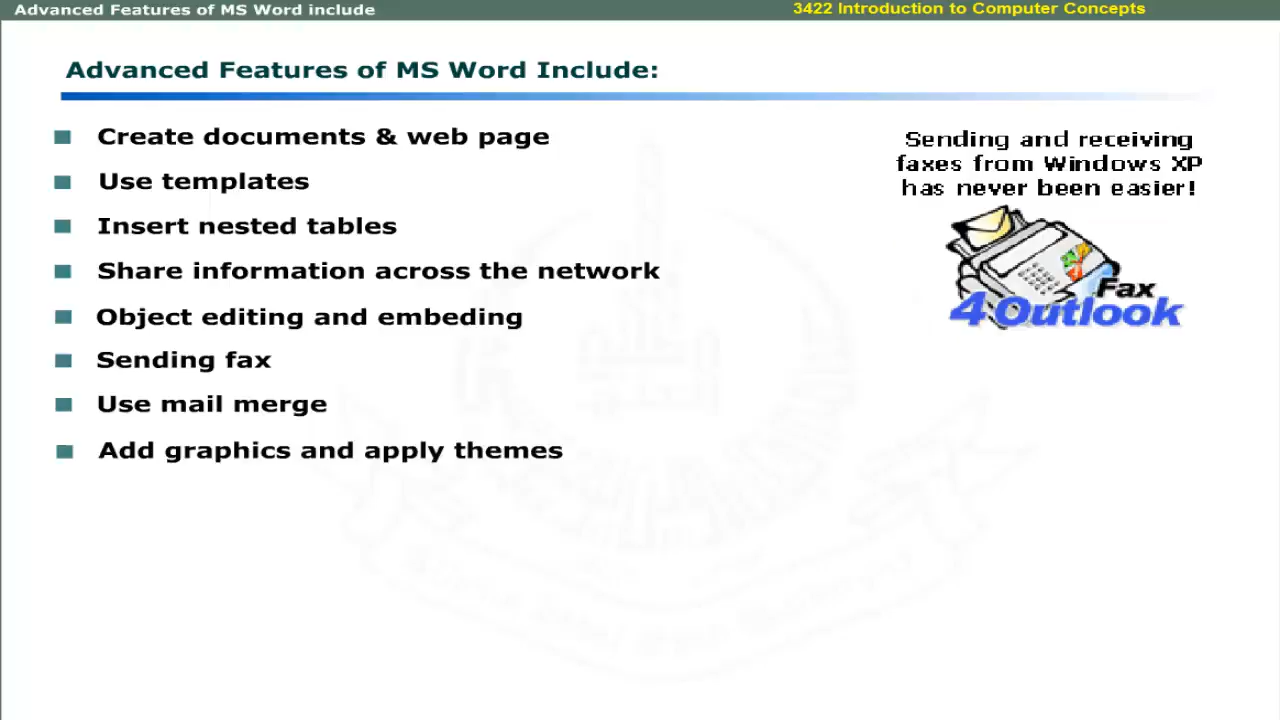 Advanced Features of MS Word include
3422 Introduction to Computer Concepts
Advanced Features of MS Word Include:
Create documents & web page
Use templates
Insert nested tables
Share information across the network
Object editing and embeding
Sending fax
Use mail merge
Add graphics and apply themes
Sending and receiving
faxes from Windows XP
has never been easier!
Fax
4Outlook